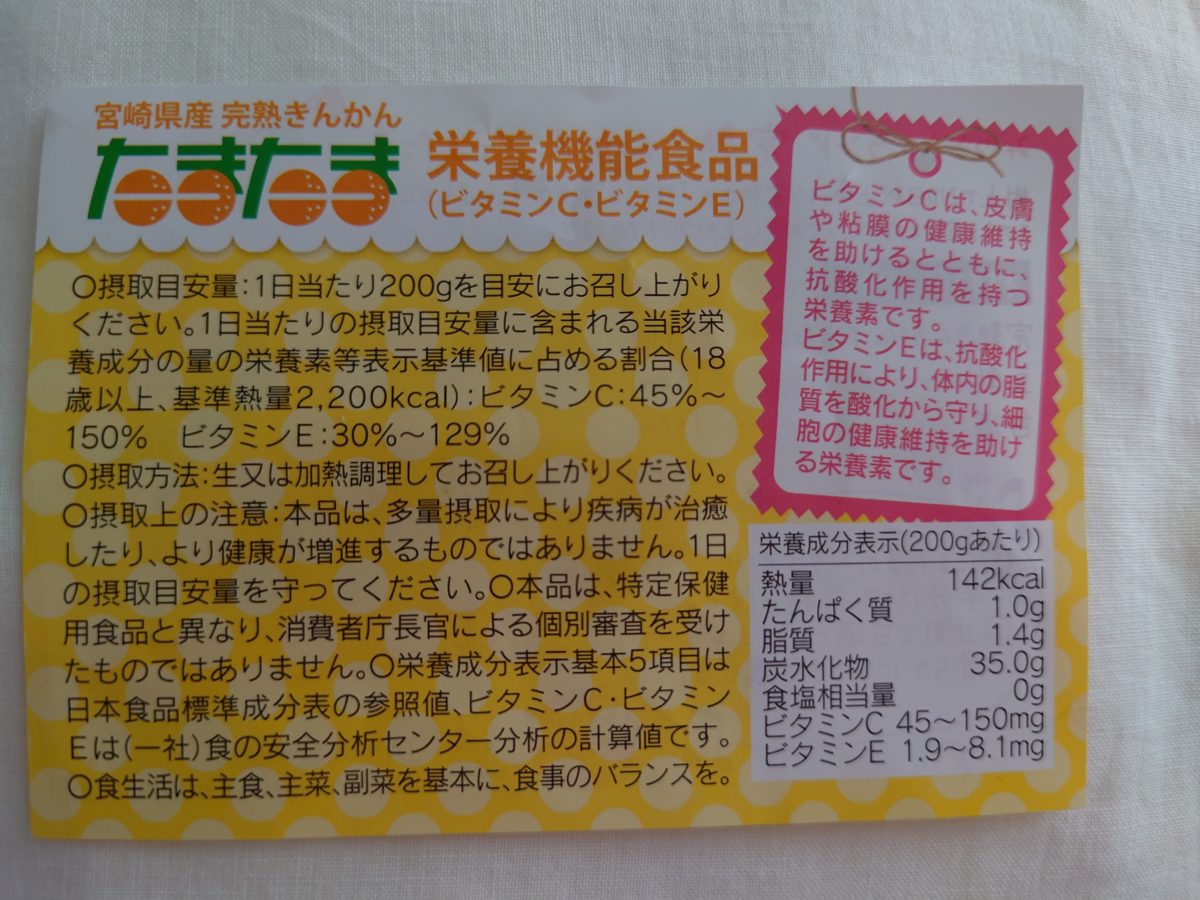 宮崎県産 完熟きんかん
たまたま
栄養機能食品
(ビタミンC・ビタミンE)
ビタミンCは、皮膚
や粘膜の健康維持
を助けるとともに、
抗酸化作用を持つ
栄養素です。
ビタミンEは、抗酸化
作用により、体内の脂
質を酸化から守り、細
胞の健康維持を助け
る栄養素です。
〇摂取目安量:1日当たり200gを目安にお召し上がり
ください。1日当たりの摂取目安量に含まれる当該栄
養成分の量の栄養素等表示基準値に占める割合(18
歳以上、基準熱量2,200kcal):ビタミンC:45%〜
150% ビタミンE:30%〜129%
〇摂取方法:生又は加熱調理してお召し上がりください。
〇摂取上の注意:本品は、多量摂取により疾病が治癒
したり、より健康が増進するものではありません。1日
の摂取目安量を守ってください。〇本品は、特定保健
用食品と異なり、消費者庁長官による個別審査を受け
たものではありません。〇栄養成分表示基本5項目は
日本食品標準成分表の参照値、ビタミンC・ビタミン
Eは(一社)食の安全分析センター分析の計算値です。
〇食生活は、主食、主菜、副菜を基本に、食事のバランスを。
栄養成分表示(200gあたり)
熱量 142kcal
たんぱく質 1.0g
脂質 1.4g
炭水化物 35.0g
食塩相当量 0g
ビタミンC 45〜150mg
ビタミンE 1.9〜8.1mg